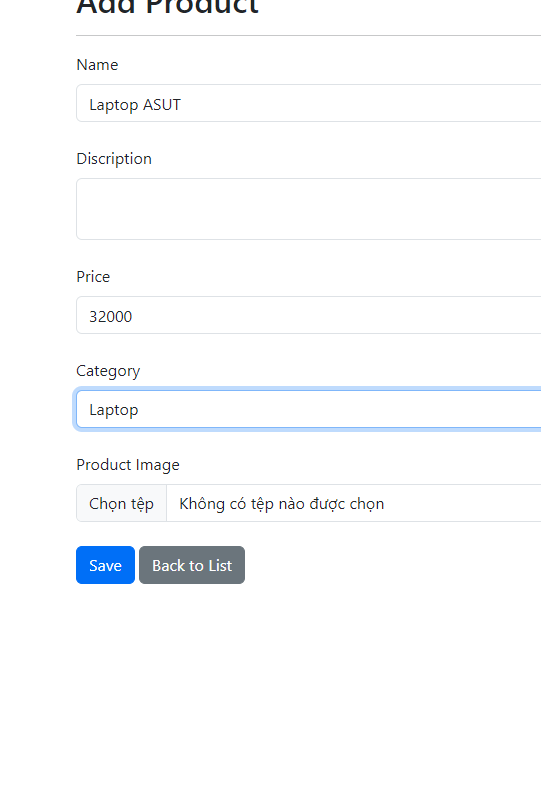 Add Product
Name
Laptop ASUT
Discription
Price
32000
Category
Laptop
Product Image
Chọn tệp Không có tệp nào được chọn
Save Back to List